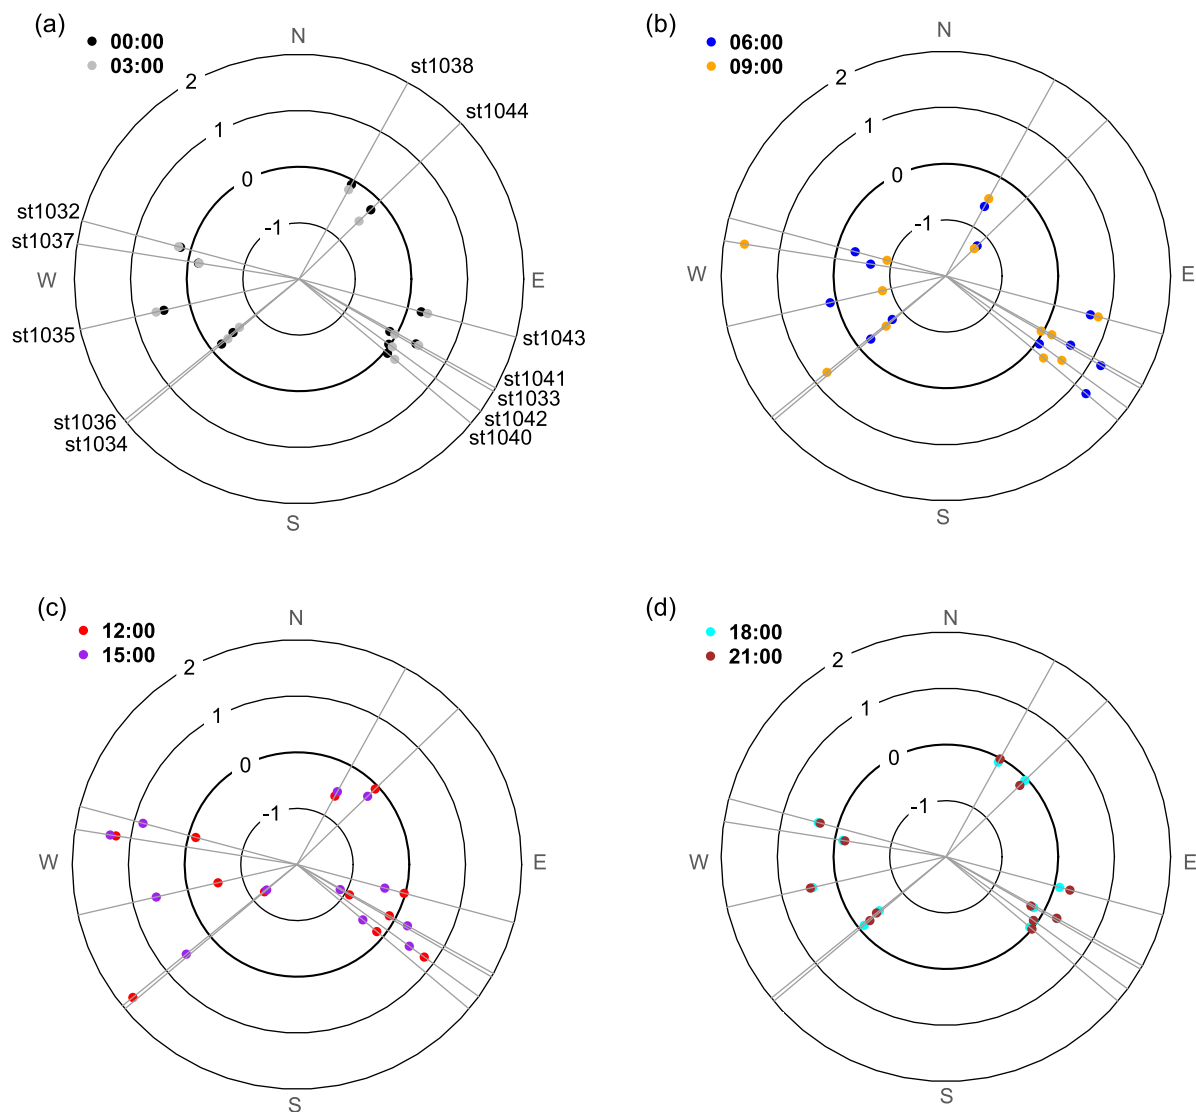 (a)
00:00
03:00
N
2
1
0
-1
st1038
st1044
st1032
st1037
W
E
st1035
st1043
st1041
st1033
st1042
st1040
st1036
st1034
S
(b)
06:00
09:00
N
2
1
0
-1
W
E
S
(c)
12:00
15:00
N
2
1
0
-1
W
E
S
(d)
18:00
21:00
N
2
1
0
-1
W
E
S